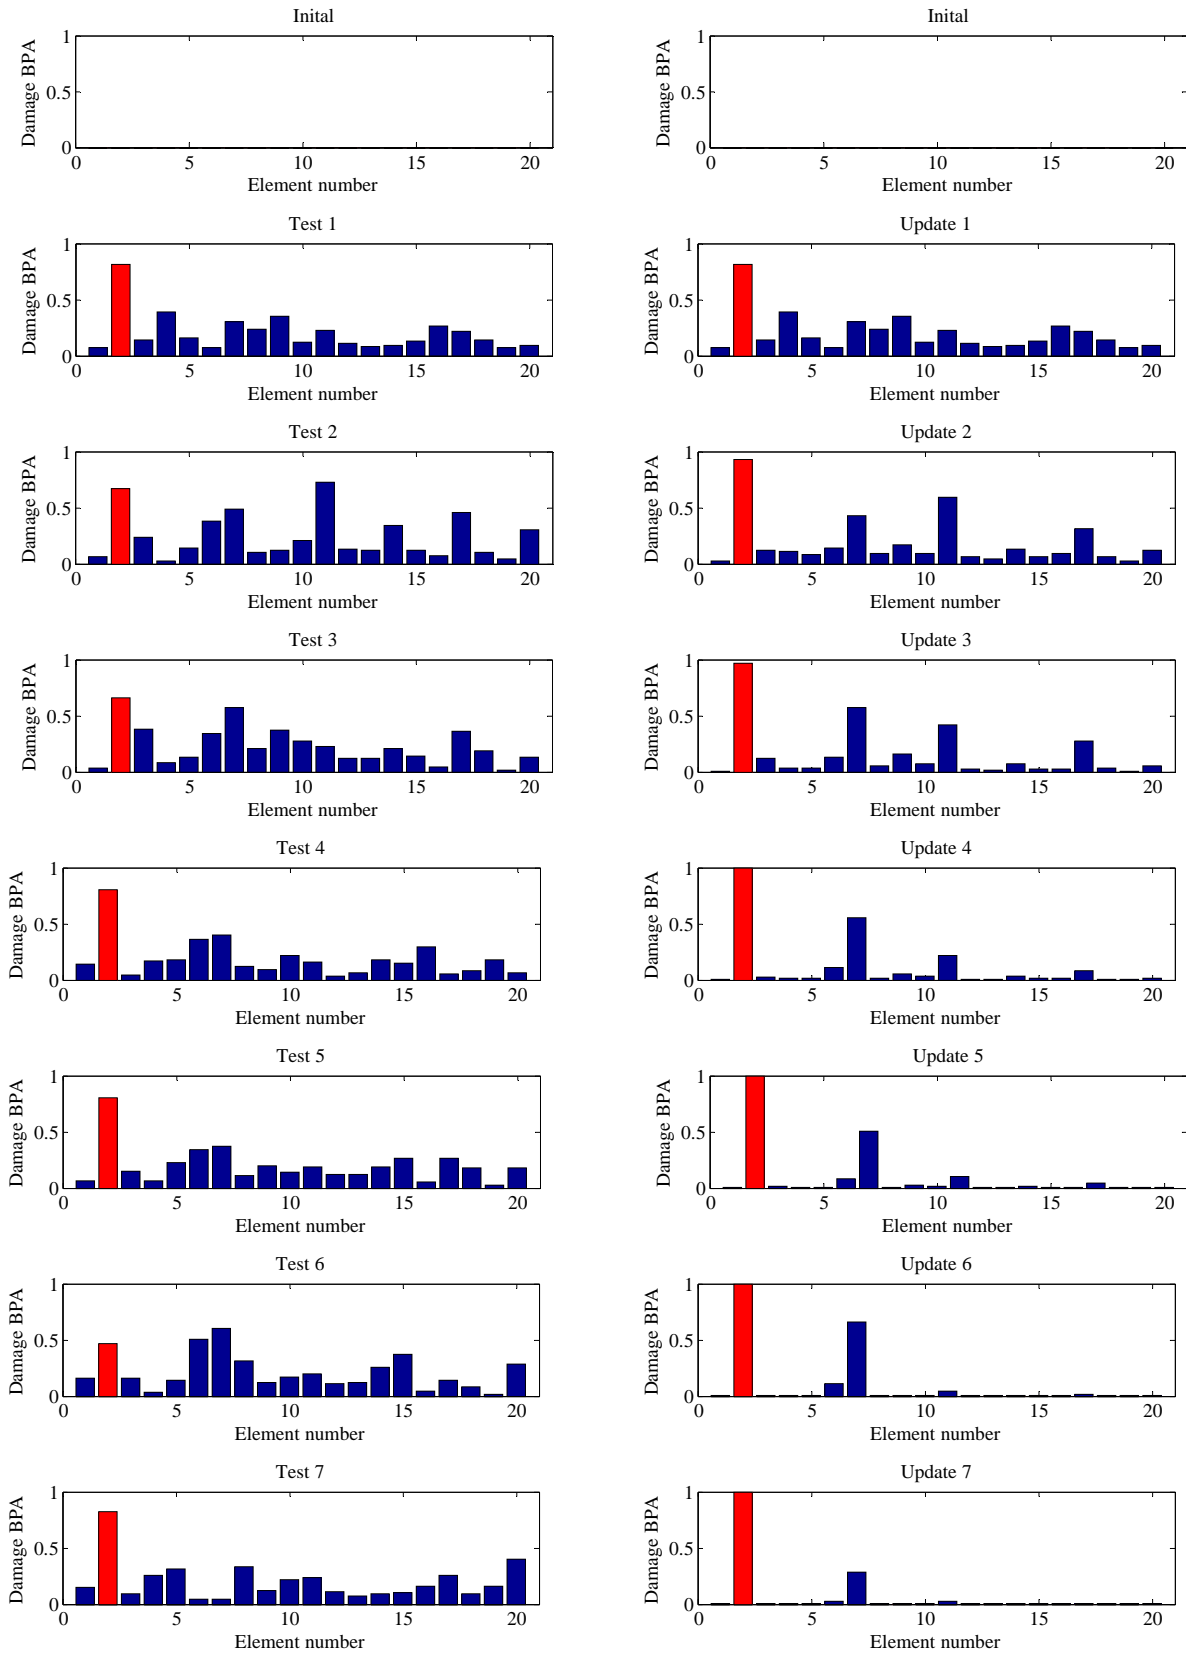 Inital
Damage BPA
1
0.5
0
0 5 10 15 20
Element number
Inital
Damage BPA
1
0.5
0
0 5 10 15 20
Element number
Test 1
Damage BPA
1
0.5
0
0 5 10 15 20
Element number
Update 1
Damage BPA
1
0.5
0
0 5 10 15 20
Element number
Test 2
Damage BPA
1
0.5
0
0 5 10 15 20
Element number
Update 2
Damage BPA
1
0.5
0
0 5 10 15 20
Element number
Test 3
Damage BPA
1
0.5
0
0 5 10 15 20
Element number
Update 3
Damage BPA
1
0.5
0
0 5 10 15 20
Element number
Test 4
Damage BPA
1
0.5
0
0 5 10 15 20
Element number
Update 4
Damage BPA
1
0.5
0
0 5 10 15 20
Element number
Test 5
Damage BPA
1
0.5
0
0 5 10 15 20
Element number
Update 5
Damage BPA
1
0.5
0
0 5 10 15 20
Element number
Test 6
Damage BPA
1
0.5
0
0 5 10 15 20
Element number
Update 6
Damage BPA
1
0.5
0
0 5 10 15 20
Element number
Test 7
Damage BPA
1
0.5
0
0 5 10 15 20
Element number
Update 7
Damage BPA
1
0.5
0
0 5 10 15 20
Element number